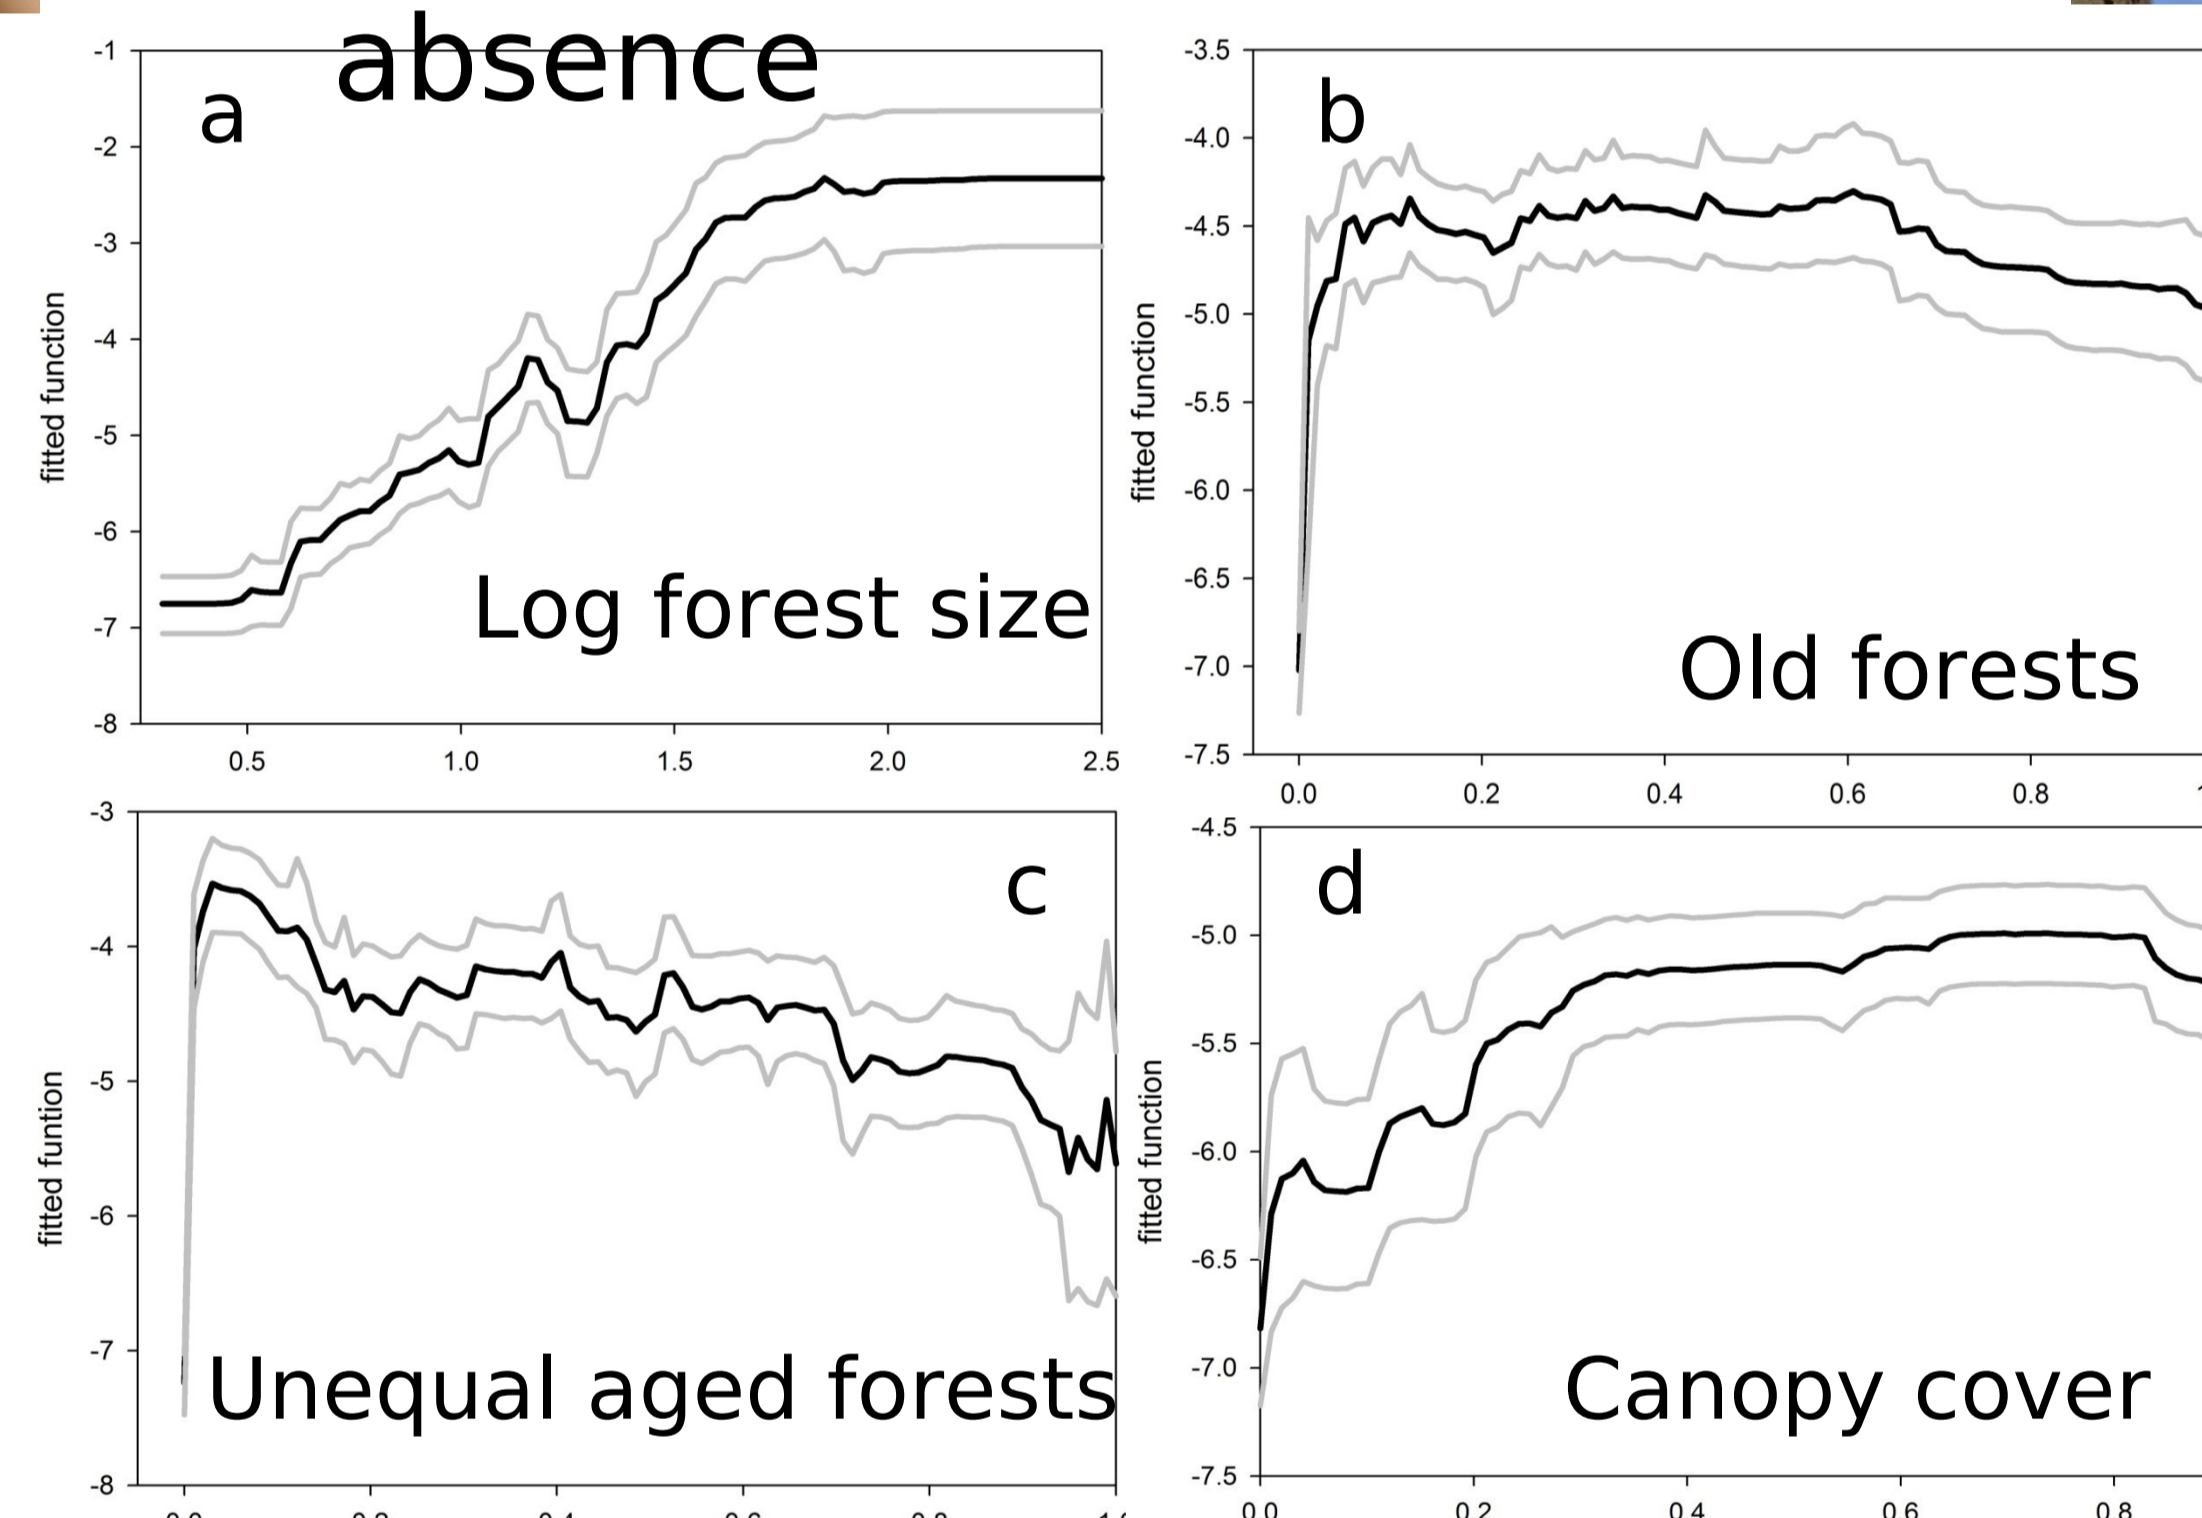 absence
a
-1
-2
-3
-4
-5
-6
-7
-8
fitted function
Log forest size
0.5 1.0 1.5 2.0 2.5
b
-3.5
-4.0
-4.5
-5.0
-5.5
-6.0
-6.5
-7.0
-7.5
fitted function
Old forests
0.0 0.2 0.4 0.6 0.8
c
-3
-4
-5
-6
-7
-8
fitted funtion
Unequal aged forests
d
-4.5
-5.0
-5.5
-6.0
-6.5
-7.0
-7.5
fitted function
Canopy cover
0.0 0.2 0.4 0.6 0.8